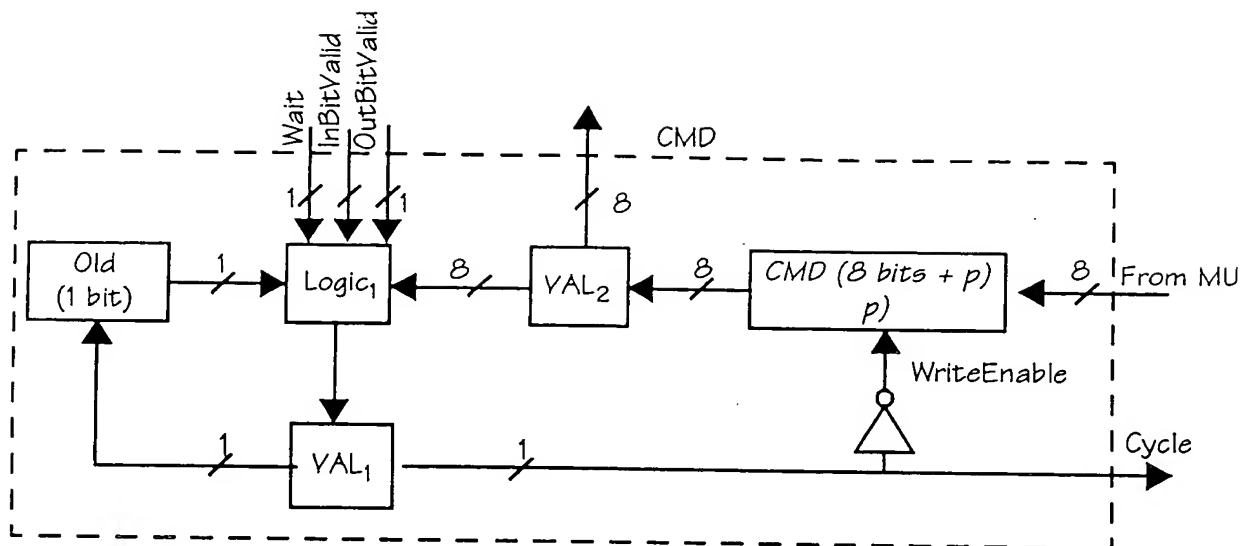 Wait
InBitValid
OutBitValid
CMD
1
1
8
Old
(1 bit)
1
Logic1
8
VAL2
8
CMD (8 bits + p)
p)
8
From MU
WriteEnable
1
VAL1
1
Cycle